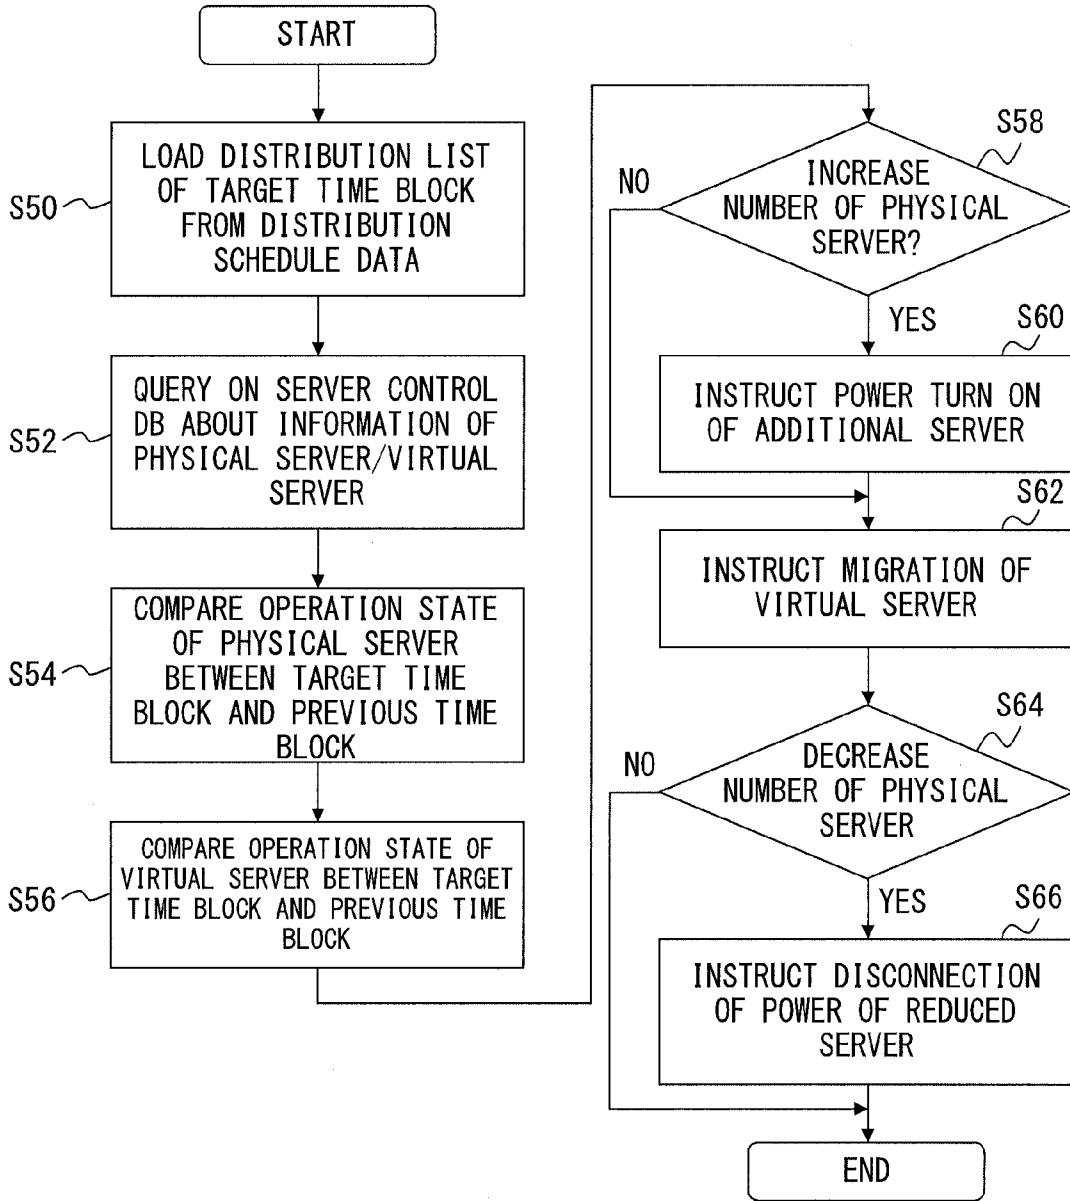 START
S50
LOAD DISTRIBUTION LIST
OF TARGET TIME BLOCK
FROM DISTRIBUTION
SCHEDULE DATA
S52
QUERY ON SERVER CONTROL
DB ABOUT INFORMATION OF
PHYSICAL SERVER/VIRTUAL
SERVER
S54
COMPARE OPERATION STATE
OF PHYSICAL SERVER
BETWEEN TARGET TIME
BLOCK AND PREVIOUS TIME
BLOCK
S56
COMPARE OPERATION STATE OF
VIRTUAL SERVER BETWEEN TARGET
TIME BLOCK AND PREVIOUS TIME
BLOCK
S58
NO
INCREASE
NUMBER OF PHYSICAL
SERVER?
YES
S60
INSTRUCT POWER TURN ON
OF ADDITIONAL SERVER
S62
INSTRUCT MIGRATION OF
VIRTUAL SERVER
S64
NO
DECREASE
NUMBER OF PHYSICAL
SERVER
YES
S66
INSTRUCT DISCONNECTION
OF POWER OF REDUCED
SERVER
END